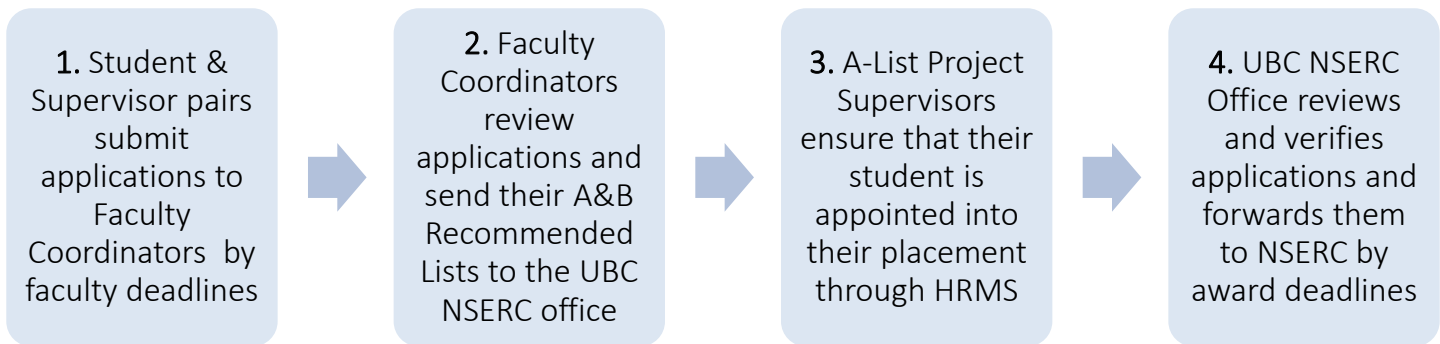 1. Student &
Supervisor pairs
submit
applications to
Faculty
Coordinators by
faculty deadlines
2. Faculty
Coordinators
review
applications and
send their A&B
Recommended
Lists to the UBC
NSERC office
3. A-List Project
Supervisors
ensure that their
student is
appointed into
their placement
through HRMS
4. UBC NSERC
Office reviews
and verifies
applications and
forwards them
to NSERC by
award deadlines